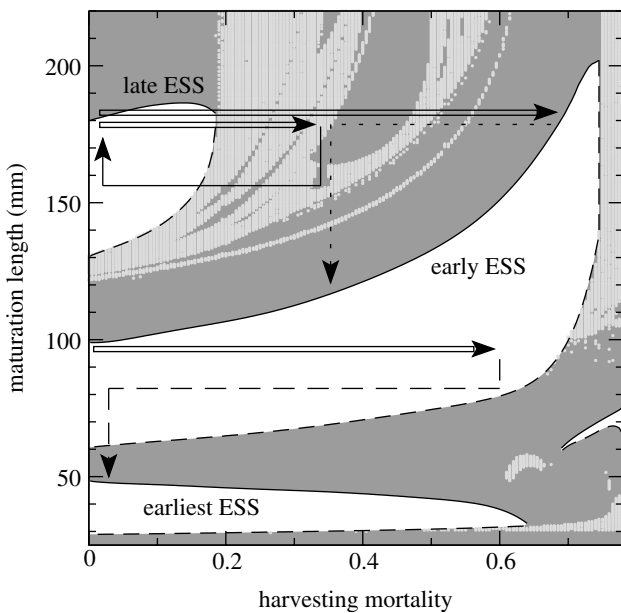 200
late ESS
150
maturation length (mm)
early ESS
100
50
earliest ESS
0 0.2 0.4 0.6
harvesting mortality